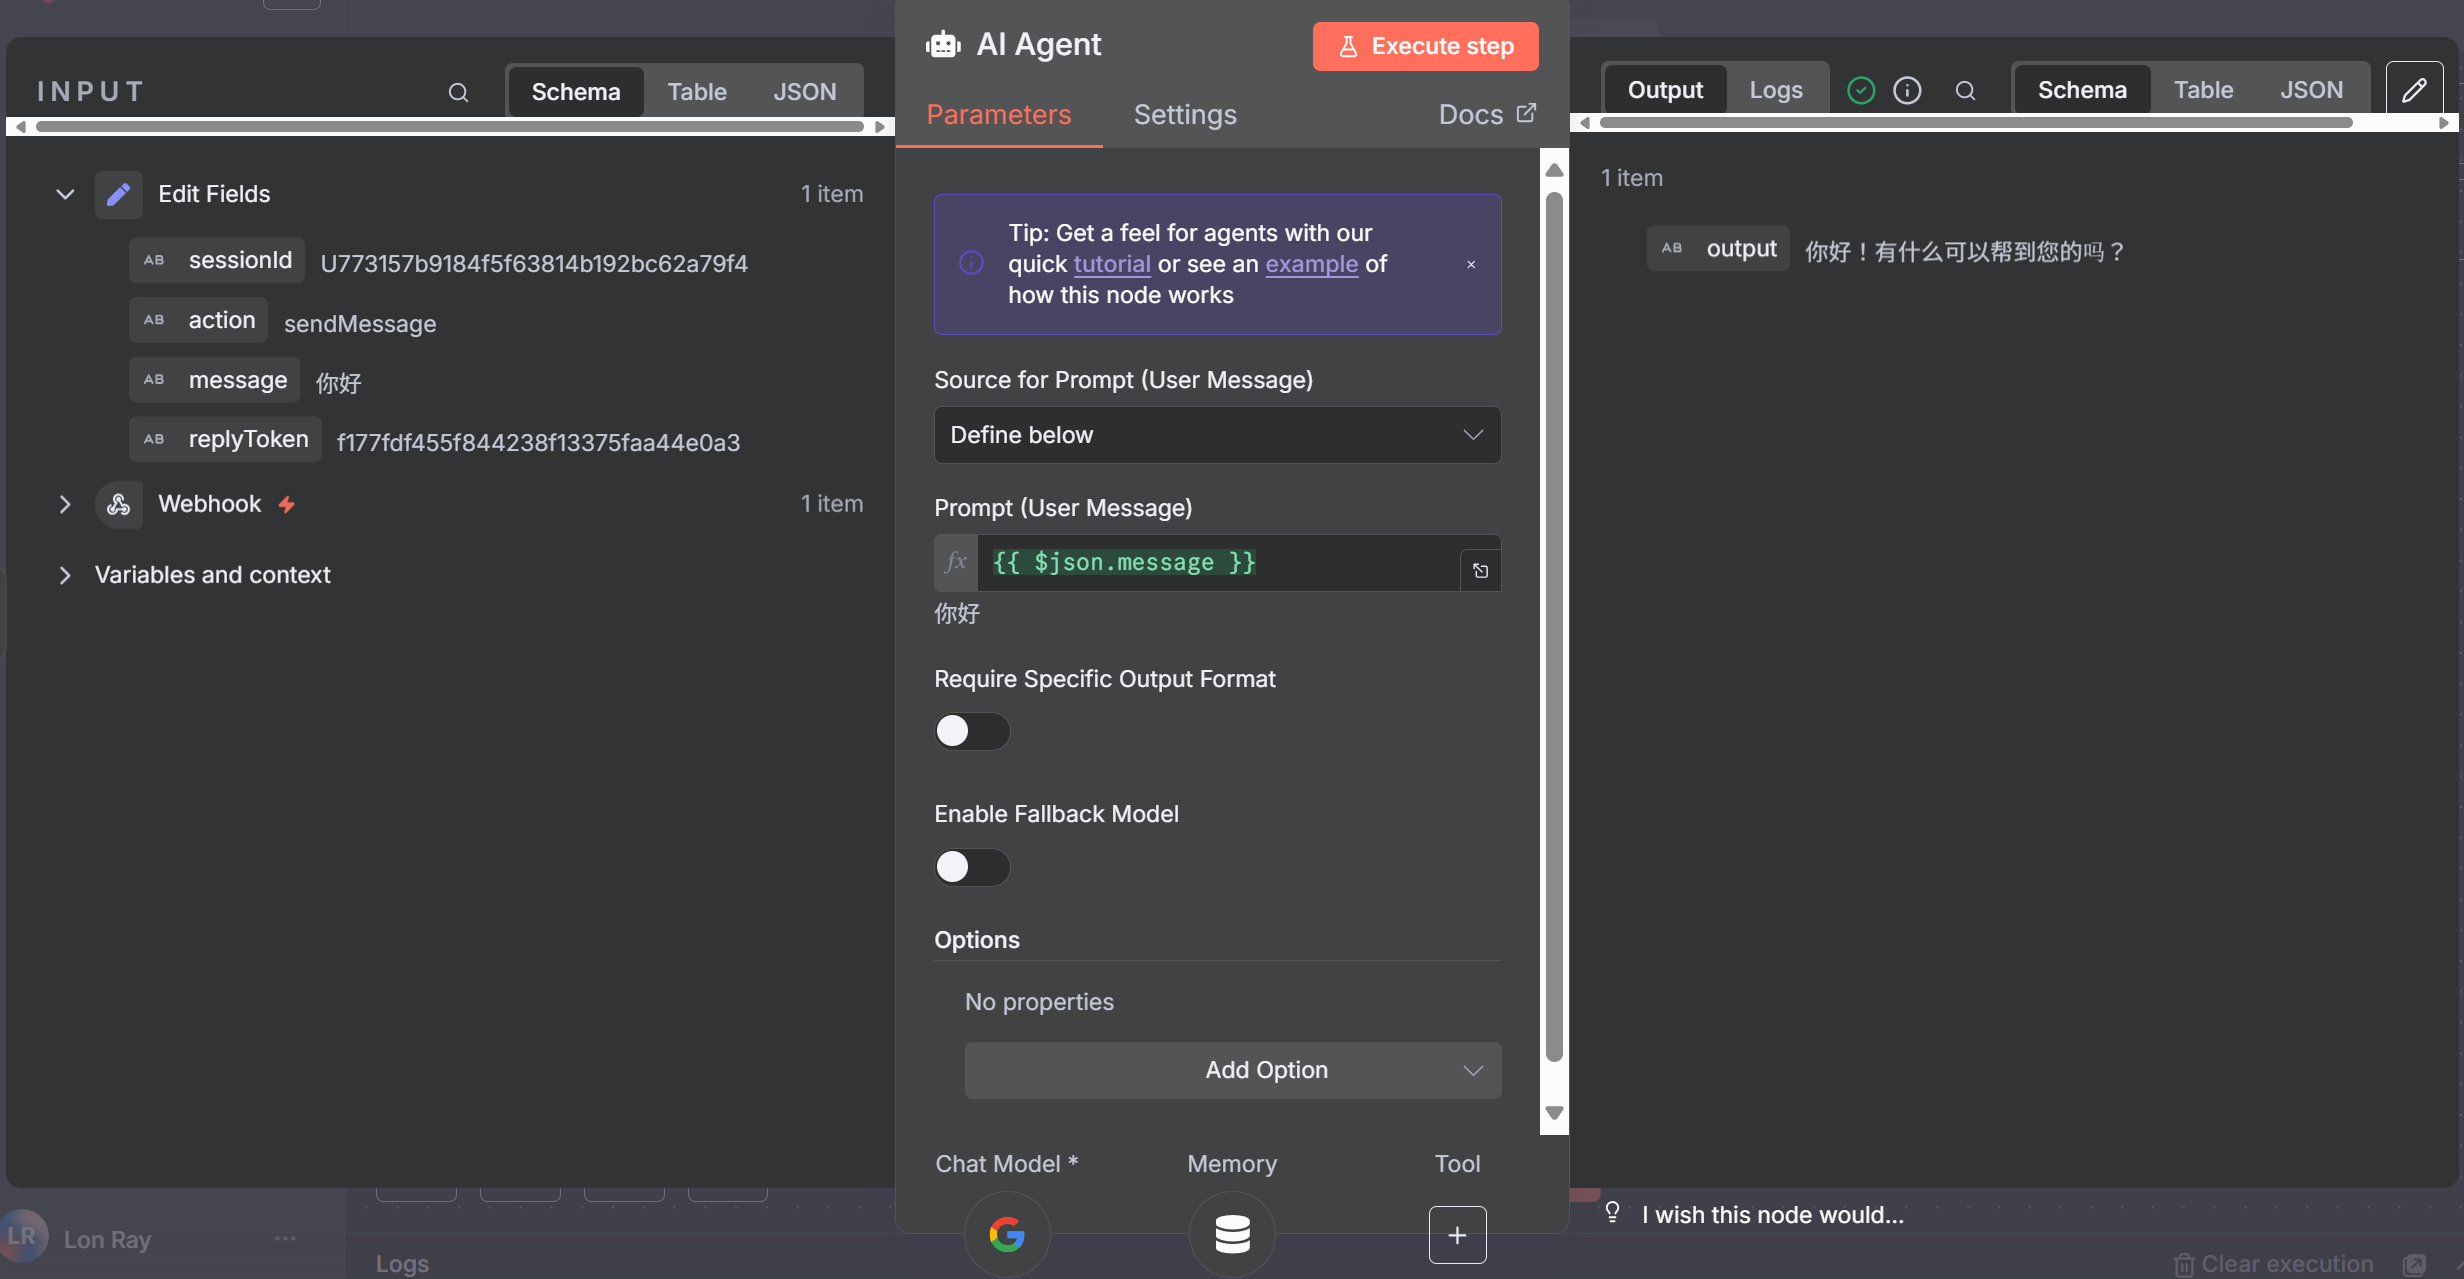 INPUT
Schema
Table
JSON
Edit Fields
1 item
AB sessionId U773157b9184f5f63814b192bc62a79f4
AB action sendMessage
AB message 你好
AB replyToken f177fdf455f844238f13375faa44e0a3
Webhook
1 item
Variables and context
AI Agent
Execute step
Parameters
Settings
Docs
Tip: Get a feel for agents with our
quick tutorial or see an example of
how this node works
Source for Prompt (User Message)
Define below
Prompt (User Message)
fx {{ $json.message }}
你好
Require Specific Output Format
Enable Fallback Model
Options
No properties
Add Option
Chat Model *
Memory
Tool
Output
Logs
Schema
Table
JSON
1 item
AB output 你好！有什么可以帮到您的吗？
I wish this node would...
LR Lon Ray
Logs
Clear execution